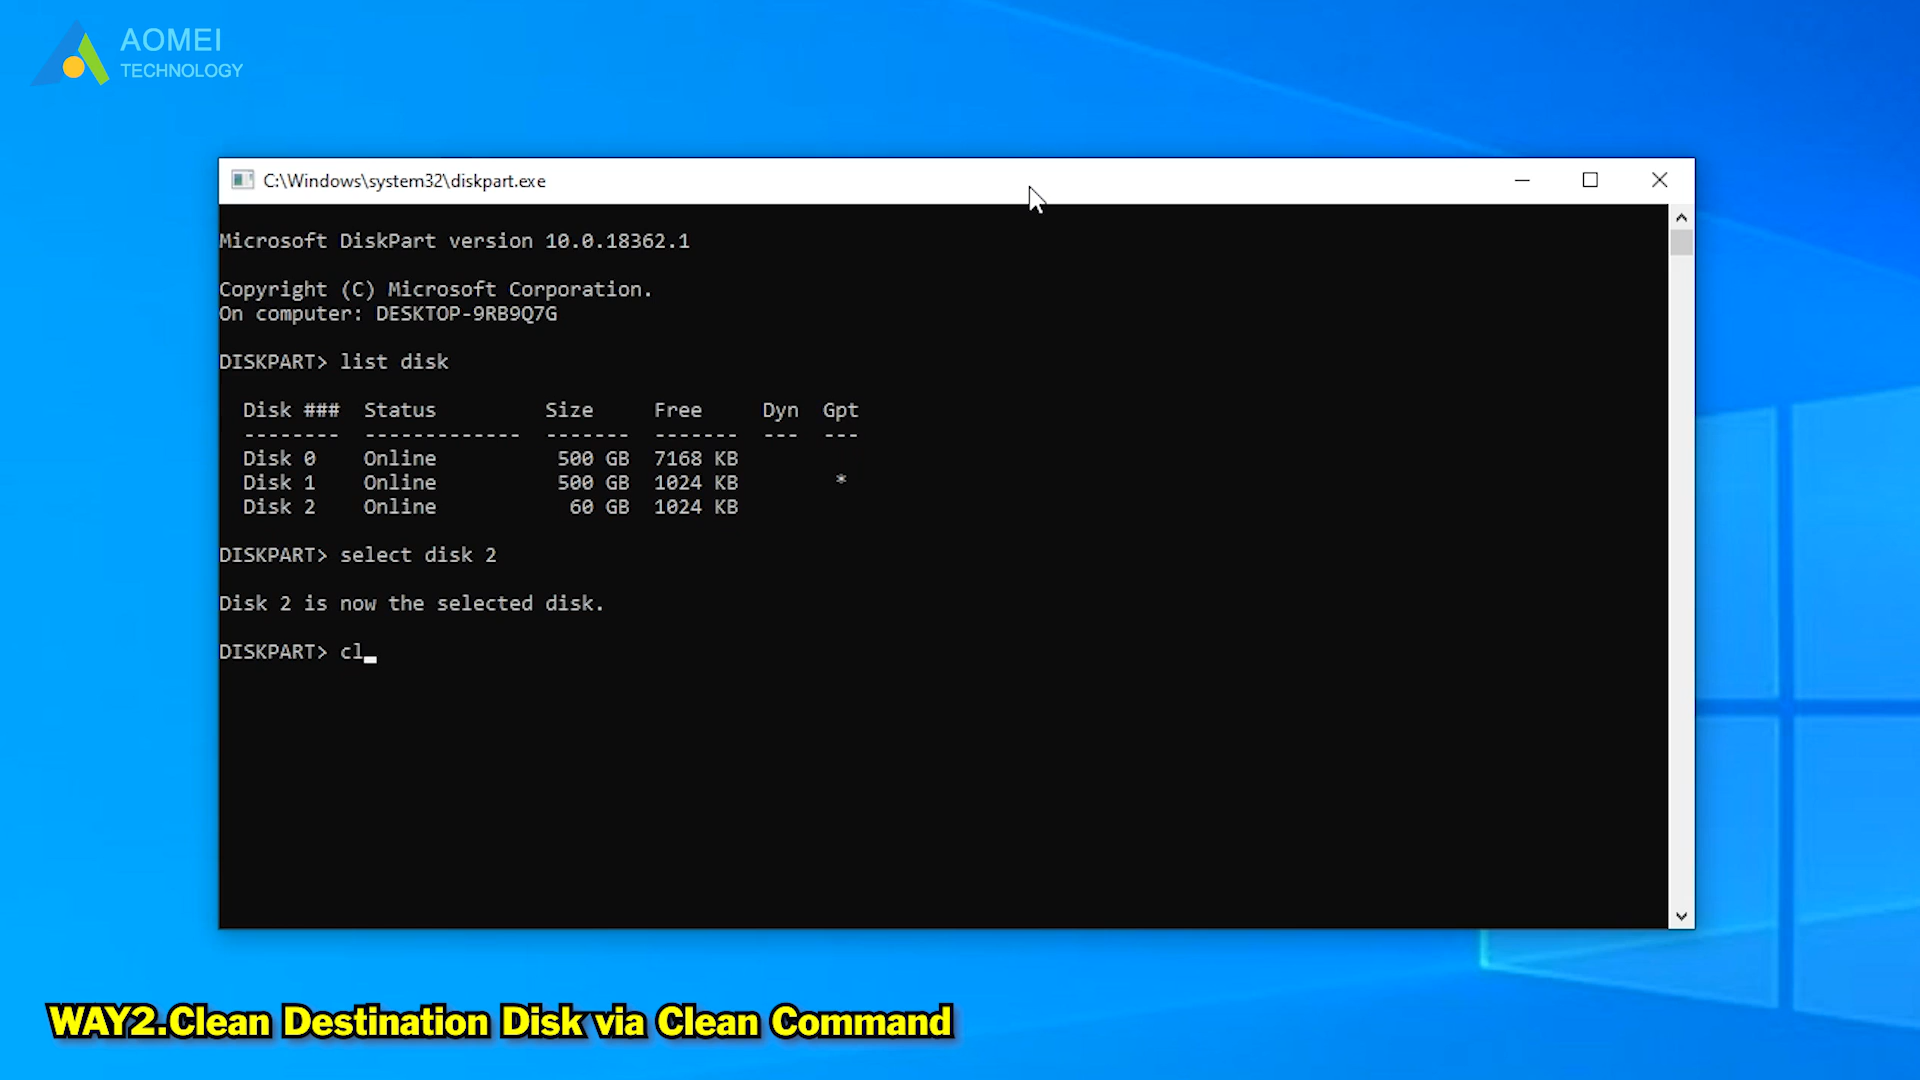 AOMEI
TECHNOLOGY
C:\Windows\system32\diskpart.exe
Microsoft DiskPart version 10.0.18362.1
Copyright (C) Microsoft Corporation.
On computer: DESKTOP-9RB9Q7G
DISKPART> list disk
  Disk ###  Status         Size     Free     Dyn  Gpt
  --------  -------------  -------  -------  ---  ---
  Disk 0    Online          500 GB  7168 KB
  Disk 1    Online          500 GB  1024 KB        *
  Disk 2    Online           60 GB  1024 KB
DISKPART> select disk 2
Disk 2 is now the selected disk.
DISKPART> cl_
WAY2.Clean Destination Disk via Clean Command